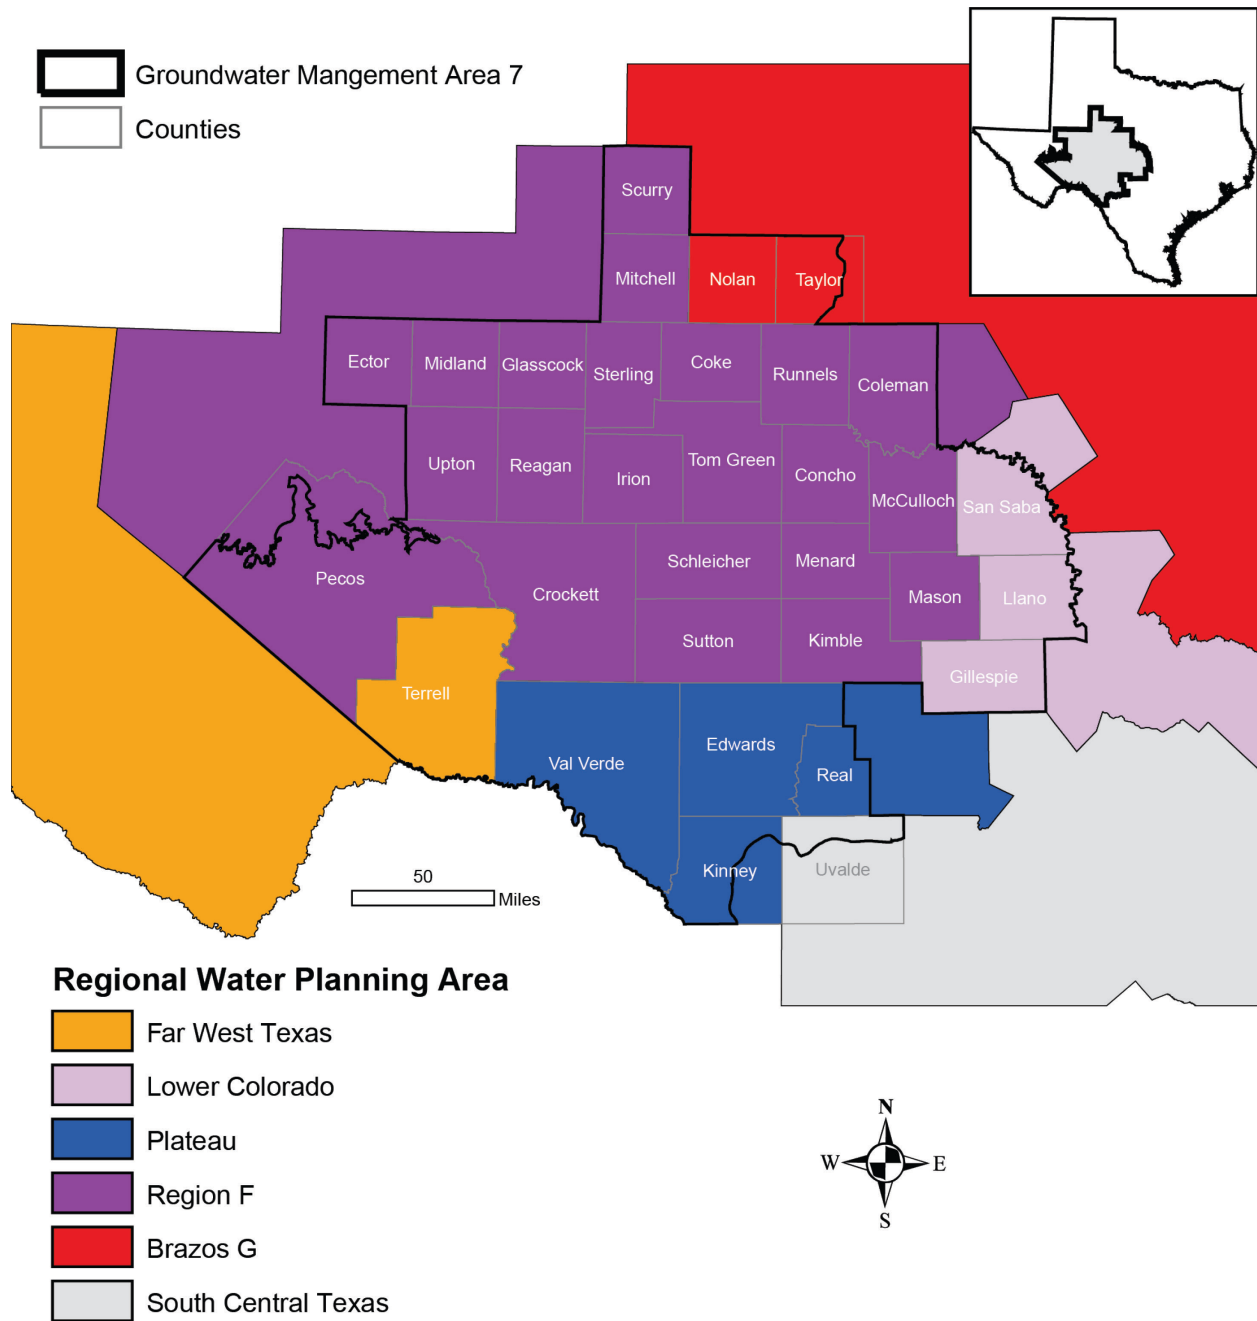 Groundwater Mangement Area 7
Counties
Scurry
Mitchell
Nolan
Taylor
Ector
Midland
Glasscock
Sterling
Coke
Runnels
Coleman
Upton
Reagan
Irion
Tom Green
Concho
McCulloch
San Saba
Pecos
Crockett
Schleicher
Menard
Mason
Llano
Sutton
Kimble
Gillespie
Terrell
Val Verde
Edwards
Real
Kinney
Uvalde
50
Miles
Regional Water Planning Area
Far West Texas
Lower Colorado
Plateau
Region F
Brazos G
South Central Texas
N
W
E
S